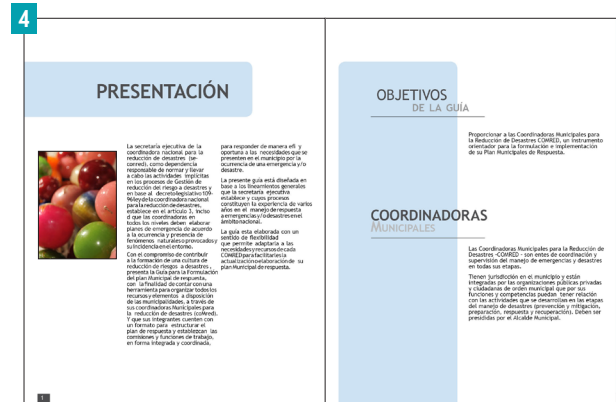 4
PRESENTACIÓN
La secretaría ejecutiva de la
coordinadora nacional para la
reducción de desastres (se-
conred), como dependencia
responsable de normar y llevar
a cabo las actividades implícitas
en los procesos de Gestión de
reducción del riesgo a desastres y
en base al decreto legislativo 109-
96 ley de la coordinadora nacional
para la reducción de desastres,
establece en el artículo 3, inciso
d que las coordinadoras en
todos los niveles deben elaborar
planes de emergencia de acuerdo
a la ocurrencia y presencia de
fenómenos naturales o provocados y
su incidencia en el entorno.
Con el compromiso de contribuir
a la formación de una cultura de
reducción de riesgos a desastres ,
presenta la Guía para la Formulación
del plan Municipal de respuesta,
con la finalidad de contar con una
herramienta para organizar todos los
recursos y elementos a disposición
de las municipalidades, a través de
sus coordinadoras Municipales para
la reducción de desastres (coMred).
Y que sus integrantes cuenten con
un formato para estructurar el
plan de respuesta y establezcan las
comisiones y funciones de trabajo,
en forma integrada y coordinada,
para responder de manera efi y
oportuna a las necesidades que se
presenten en el municipio por la
ocurrencia de una emergencia y/o
desastre.
La presente guía está diseñada en
base a los lineamientos generales
que la secretaría ejecutiva
establece y cuyos procesos
constituyen la experiencia de varios
años en el manejo de respuesta
a emergencias y/o desastres en el
ámbito nacional.
La guía esta elaborada con un
sentido de flexibilidad
que permite adaptarla a las
necesidades y recursos de cada
COMRED para facilitarles la
actualización o elaboración de su
plan Municipal de respuesta.
1
OBJETIVOS
DE LA GUÍA
Proporcionar a las Coordinadoras Municipales para
la Reducción de Desastres COMRED, un instrumento
orientador para la formulación e implementación
de su Plan Municipales de Respuesta.
COORDINADORAS
MUNICIPALES
Las Coordinadoras Municipales para la Reducción de
Desastres -COMRED - son entes de coordinación y
supervisión del manejo de emergencias y desastres
en todas sus etapas.
Tienen jurisdicción en el municipio y están
integradas por las organizaciones públicas privadas
y ciudadanas de orden municipal que por sus
funciones y competencias puedan tener relación
con las actividades que se desarrollan en las etapas
del manejo de desastres (prevención y mitigación,
preparación, respuesta y recuperación). Deben ser
presididas por el Alcalde Municipal.